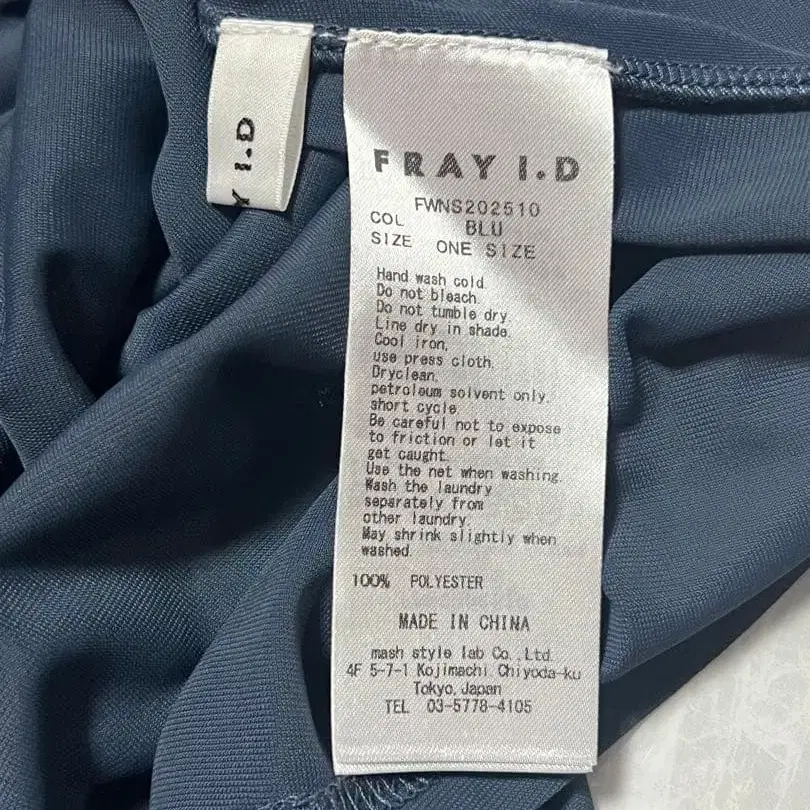 Y I.D
FRAY I.D
FWNS202510
COL BLU
SIZE ONE SIZE
Hand wash cold.
Do not bleach.
Do not tumble dry.
Line dry in shade.
Cool iron,
use press cloth.
Dryclean,
petroleum solvent only,
short cycle.
Be careful not to expose
to friction or let it
get caught.
Use the net when washing.
Wash the laundry
separately from
other laundry.
May shrink slightly when
washed.
100% POLYESTER
MADE IN CHINA
mash style lab Co.,Ltd.
4F 5-7-1 Kojimachi Chiyoda-ku
Tokyo,Japan
TEL 03-5778-4105